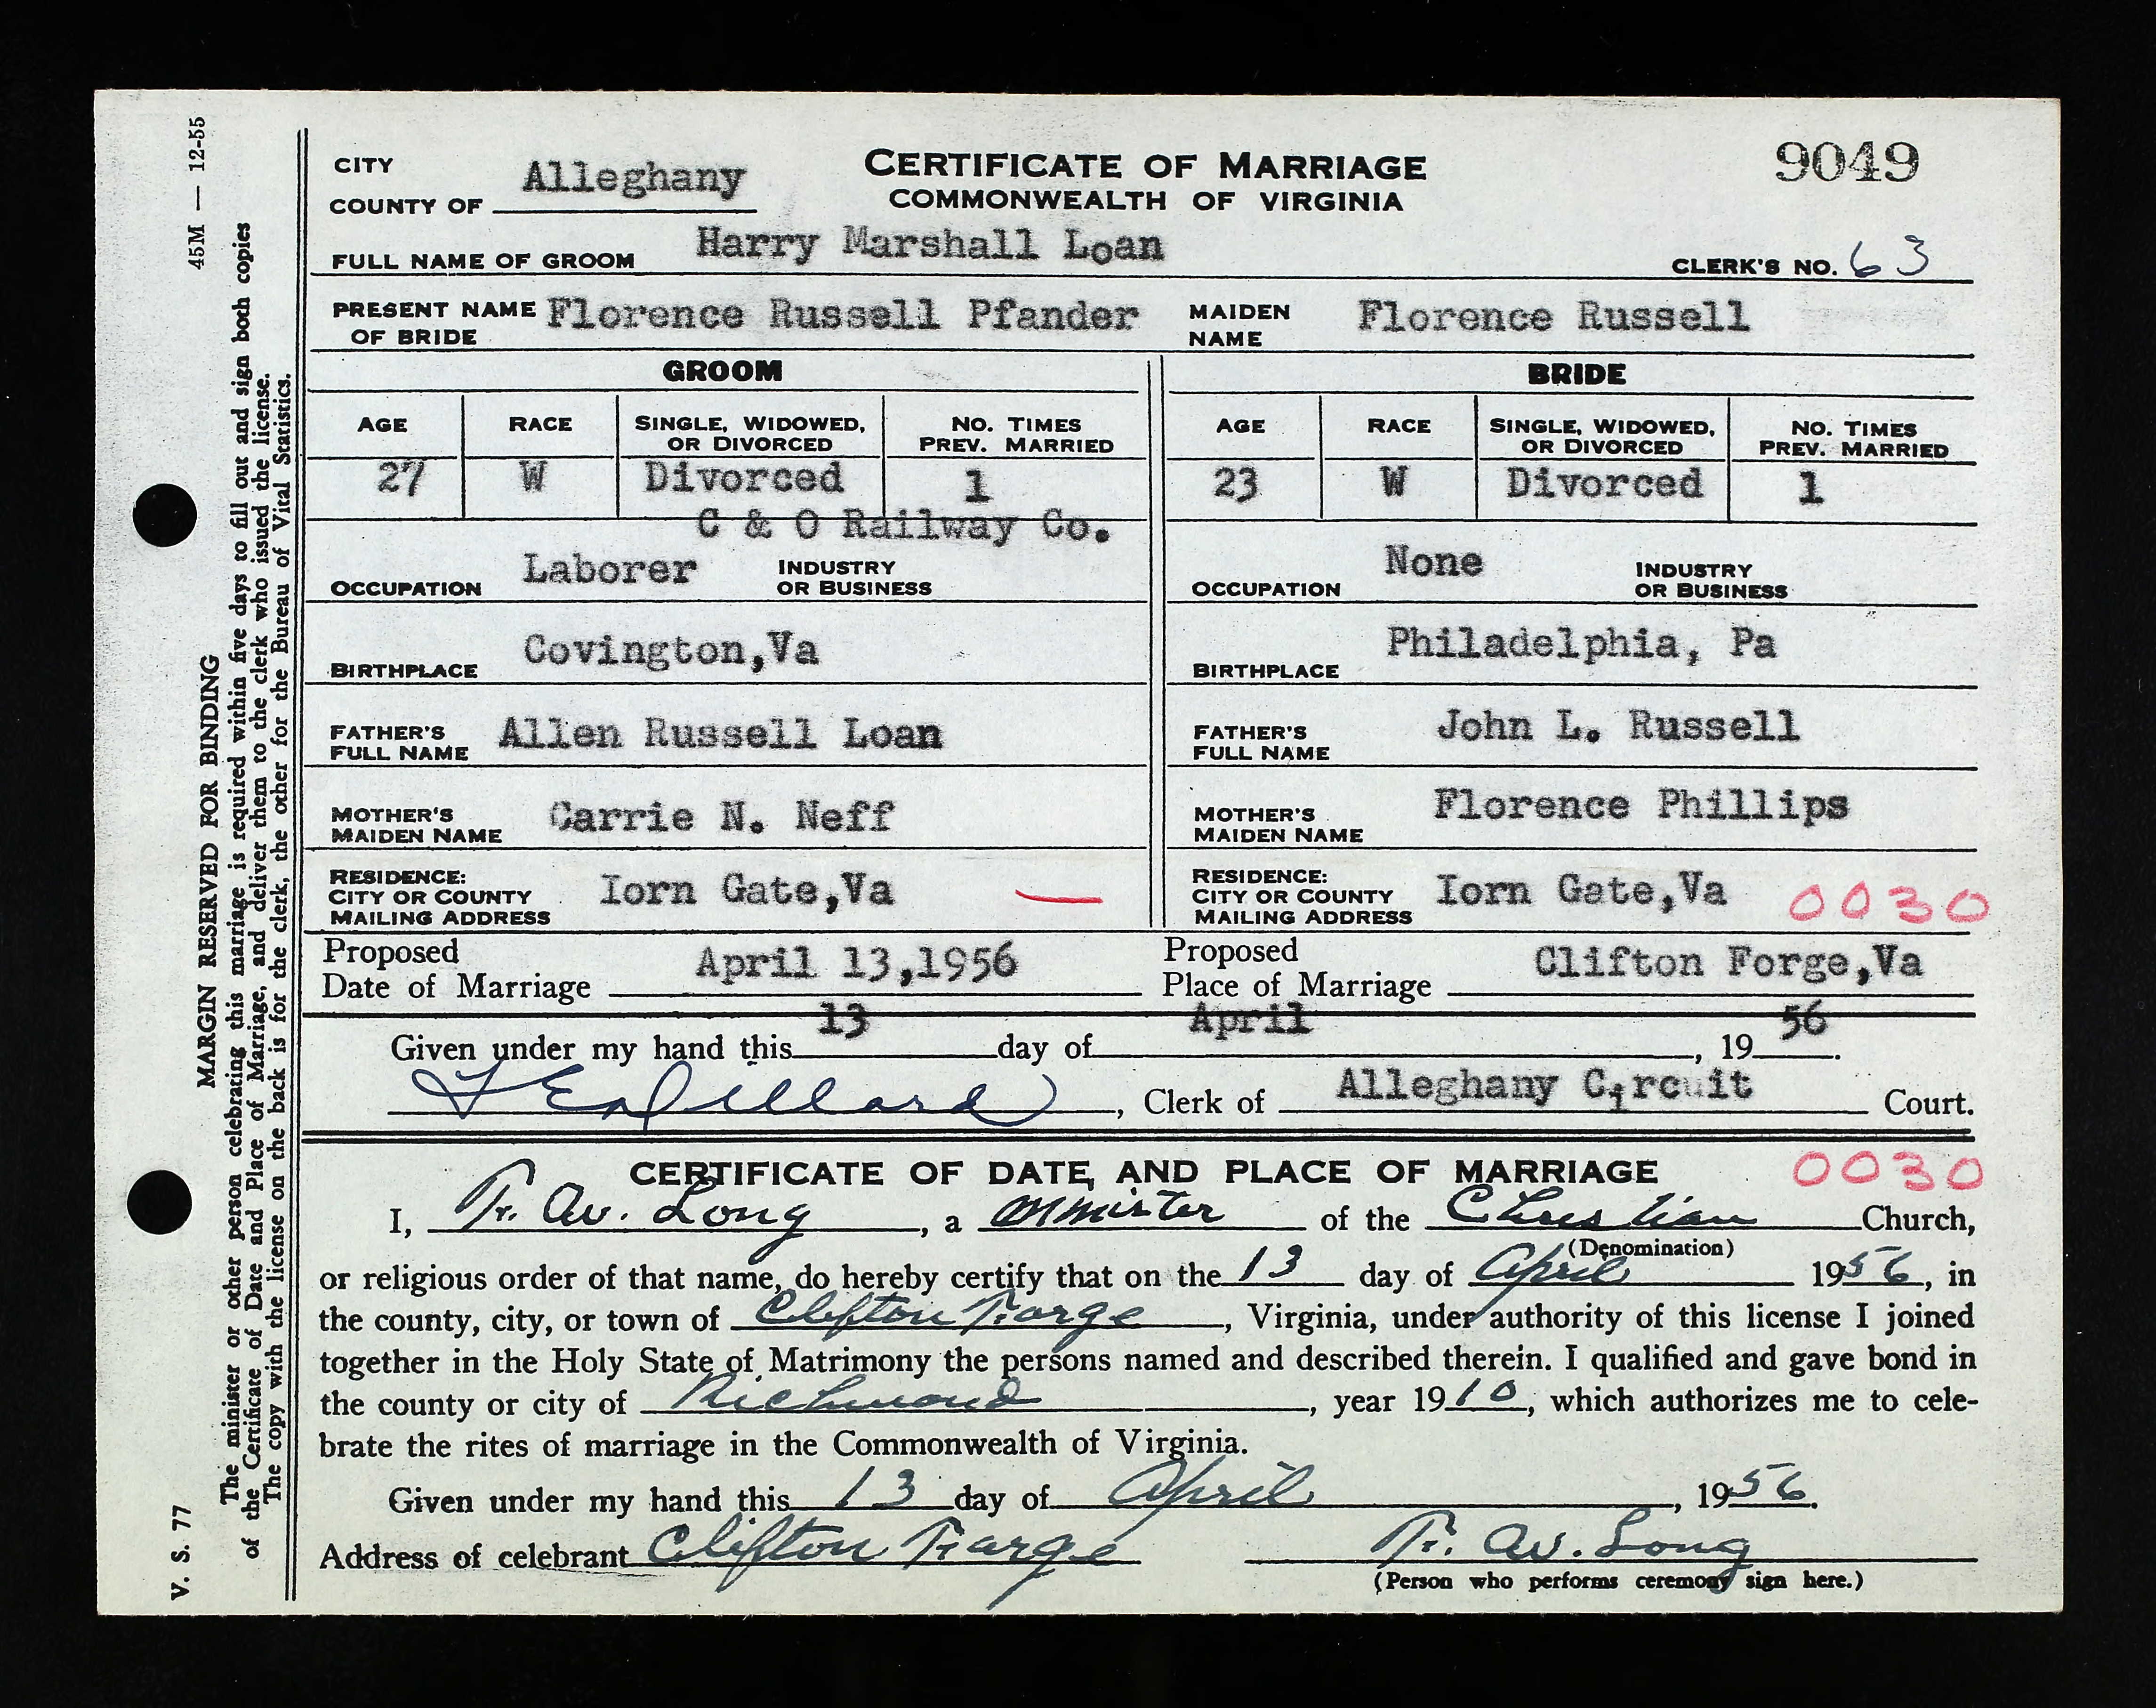 45M — 12-55
MARGIN RESERVED FOR BINDING
The minister or other person celebrating this marriage is required within five days to fill out and sign both copies
of the Certificate of Date and Place of Marriage, and deliver them to the clerk who issued the license.
The copy with the license on the back is for the clerk, the other for the Bureau of Vital Statistics.
V. S. 77
CERTIFICATE OF MARRIAGE
COMMONWEALTH OF VIRGINIA
9049
CITY
COUNTY OF Alleghany
FULL NAME OF GROOM Harry Marshall Loan CLERK'S NO. 63
PRESENT NAME OF BRIDE Florence Russell Pfander MAIDEN NAME Florence Russell
GROOM BRIDE
AGE RACE SINGLE, WIDOWED, OR DIVORCED NO. TIMES PREV. MARRIED AGE RACE SINGLE, WIDOWED, OR DIVORCED NO. TIMES PREV. MARRIED
27 W Divorced 1 23 W Divorced 1
C & O Railway Co.
OCCUPATION Laborer INDUSTRY OR BUSINESS OCCUPATION None INDUSTRY OR BUSINESS
BIRTHPLACE Covington,Va BIRTHPLACE Philadelphia, Pa
FATHER'S FULL NAME Allen Russell Loan FATHER'S FULL NAME John L. Russell
MOTHER'S MAIDEN NAME Carrie N. Neff MOTHER'S MAIDEN NAME Florence Phillips
RESIDENCE: CITY OR COUNTY MAILING ADDRESS Iorn Gate,Va RESIDENCE: CITY OR COUNTY MAILING ADDRESS Iorn Gate,Va 0030
Proposed Date of Marriage April 13,1956 Proposed Place of Marriage Clifton Forge,Va
Given under my hand this 13 day of April, 1956.
Dillard, Clerk of Alleghany Circuit Court.
CERTIFICATE OF DATE AND PLACE OF MARRIAGE 0030
I, F. W. Long, a Minister of the Christian Church,
(Denomination)
or religious order of that name, do hereby certify that on the 13 day of April 1956, in
the county, city, or town of Clifton Forge, Virginia, under authority of this license I joined
together in the Holy State of Matrimony the persons named and described therein. I qualified and gave bond in
the county or city of Richmond, year 1910, which authorizes me to cele-
brate the rites of marriage in the Commonwealth of Virginia.
Given under my hand this 13 day of April, 1956.
Address of celebrant Clifton Forge F. W. Long
(Person who performs ceremony sign here.)